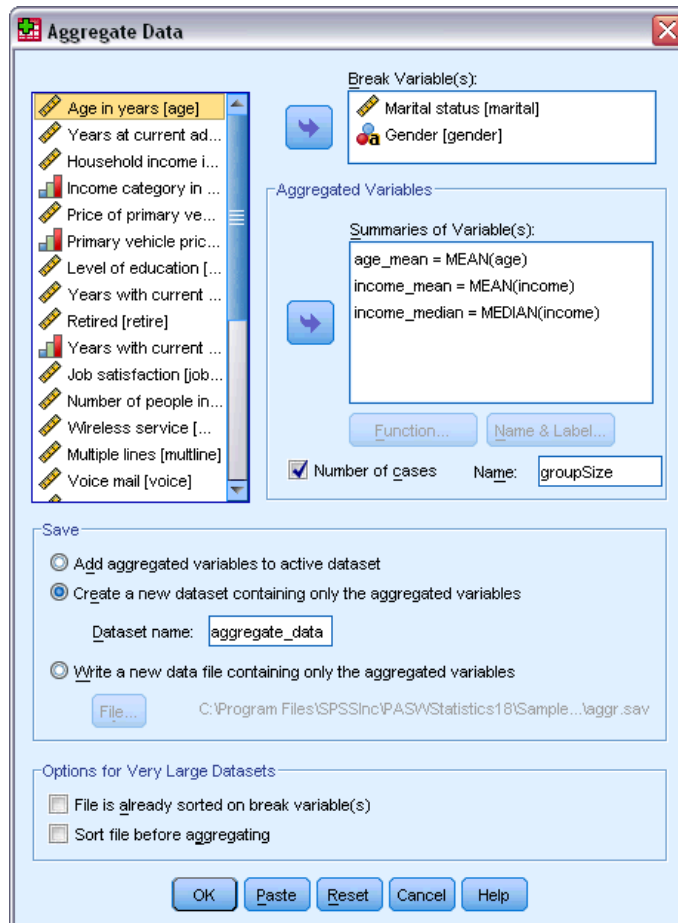 Aggregate Data
Age in years [age]
Years at current ad...
Household income i...
Income category in ...
Price of primary ve...
Primary vehicle pric...
Level of education [...
Years with current ...
Retired [retire]
Years with current ...
Job satisfaction [job...
Number of people in...
Wireless service [...
Multiple lines [multline]
Voice mail [voice]
Break Variable(s):
Marital status [marital]
Gender [gender]
Aggregated Variables
Summaries of Variable(s):
age_mean = MEAN(age)
income_mean = MEAN(income)
income_median = MEDIAN(income)
Function... Name & Label...
Number of cases Name: groupSize
Save
Add aggregated variables to active dataset
Create a new dataset containing only the aggregated variables
Dataset name: aggregate_data
Write a new data file containing only the aggregated variables
File... C:\Program Files\SPSSInc\PASWStatistics18\Sample...\aggr.sav
Options for Very Large Datasets
File is already sorted on break variable(s)
Sort file before aggregating
OK Paste Reset Cancel Help